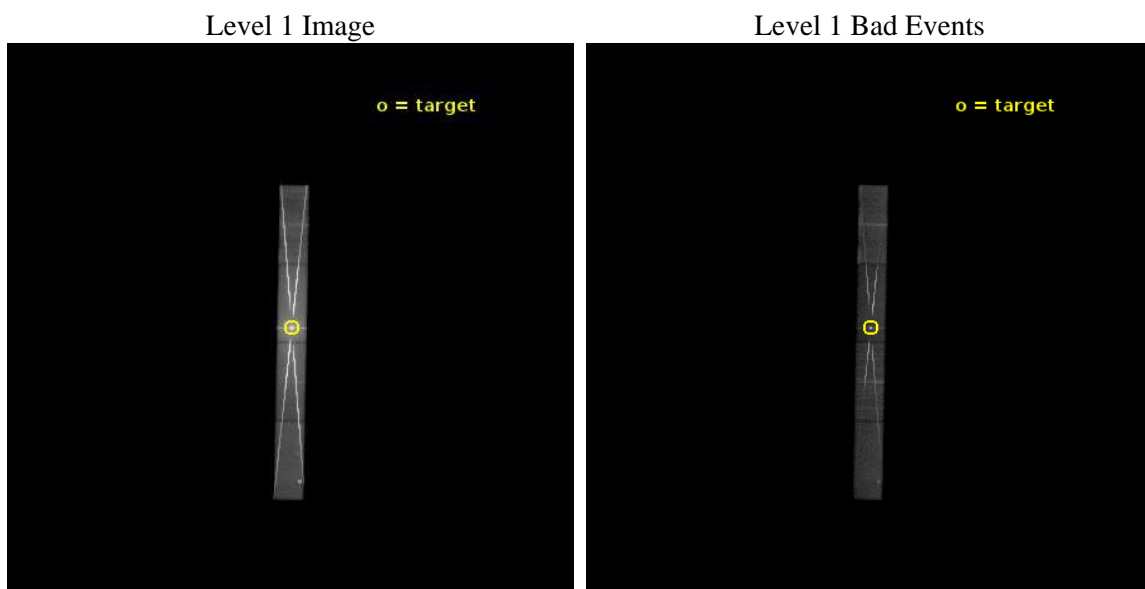 Level 1 Image
Level 1 Bad Events
o = target
o = target